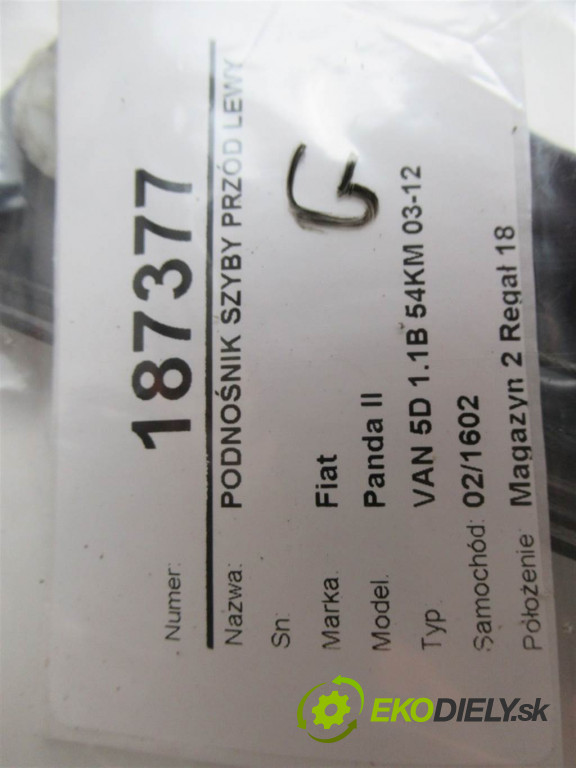 Numer: 187377
Nazwa: PODNOŚNIK SZYBY PRZÓD LEWY
Sn:
Marka: Fiat
Model: Panda II
Typ VAN 5D 1.1B 54KM 03-12
Samochód: 02/1602
Położenie: Magazyn 2 Regał 18
G
EKODIELY.sk